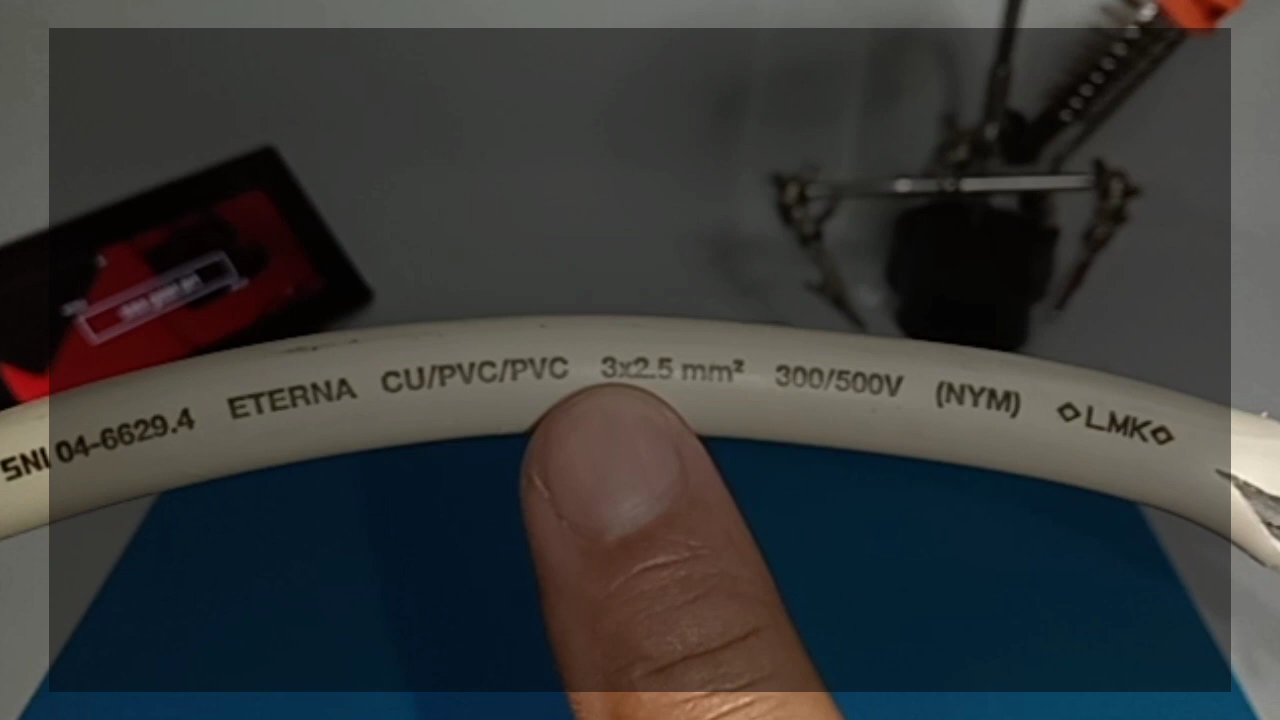 SNI 04-6629.4 ETERNA CU/PVC/PVC 3x2.5 mm² 300/500V (NYM) ◇LMK◇